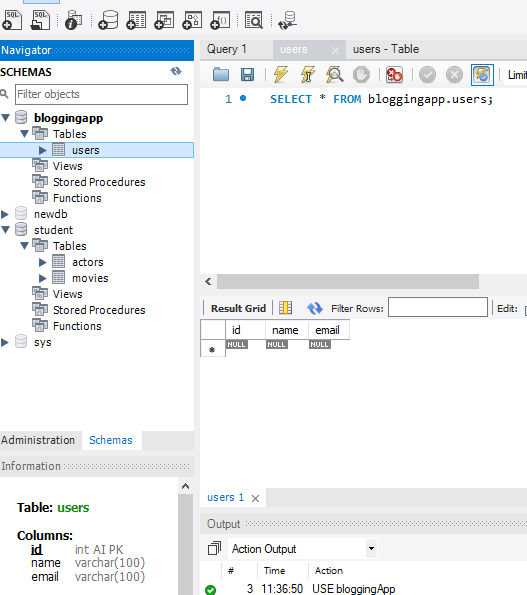 SQL SQL
Navigator
SCHEMAS
Filter objects
bloggingapp
Tables
users
Views
Stored Procedures
Functions
newdb
student
Tables
actors
movies
Views
Stored Procedures
Functions
sys
Administration Schemas
Information
Table: users
Columns:
id int AI PK
name varchar(100)
email varchar(100)
Query 1 users users - Table
Limi
1 SELECT * FROM bloggingapp.users;
Result Grid Filter Rows: Edit:
id name email
* NULL NULL NULL
users 1
Output
Action Output
# Time Action
3 11:36:50 USE bloggingApp